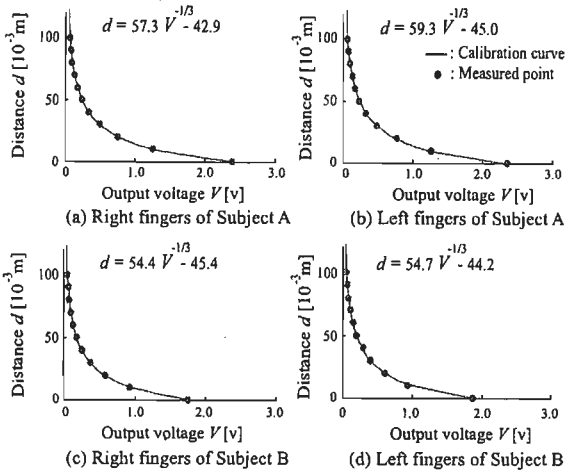 d = 57.3 V^-1/3 - 42.9
Distance d [10^-3 m]
100
50
0
0 1.0 2.0 3.0
Output voltage V [v]
(a) Right fingers of Subject A
d = 59.3 V^-1/3 - 45.0
— : Calibration curve
● : Measured point
Distance d [10^-3 m]
100
50
0
0 1.0 2.0 3.0
Output voltage V [v]
(b) Left fingers of Subject A
d = 54.4 V^-1/3 - 45.4
Distance d [10^-3 m]
100
50
0
0 1.0 2.0 3.0
Output voltage V [v]
(c) Right fingers of Subject B
d = 54.7 V^-1/3 - 44.2
Distance d [10^-3 m]
100
50
0
0 1.0 2.0 3.0
Output voltage V [v]
(d) Left fingers of Subject B